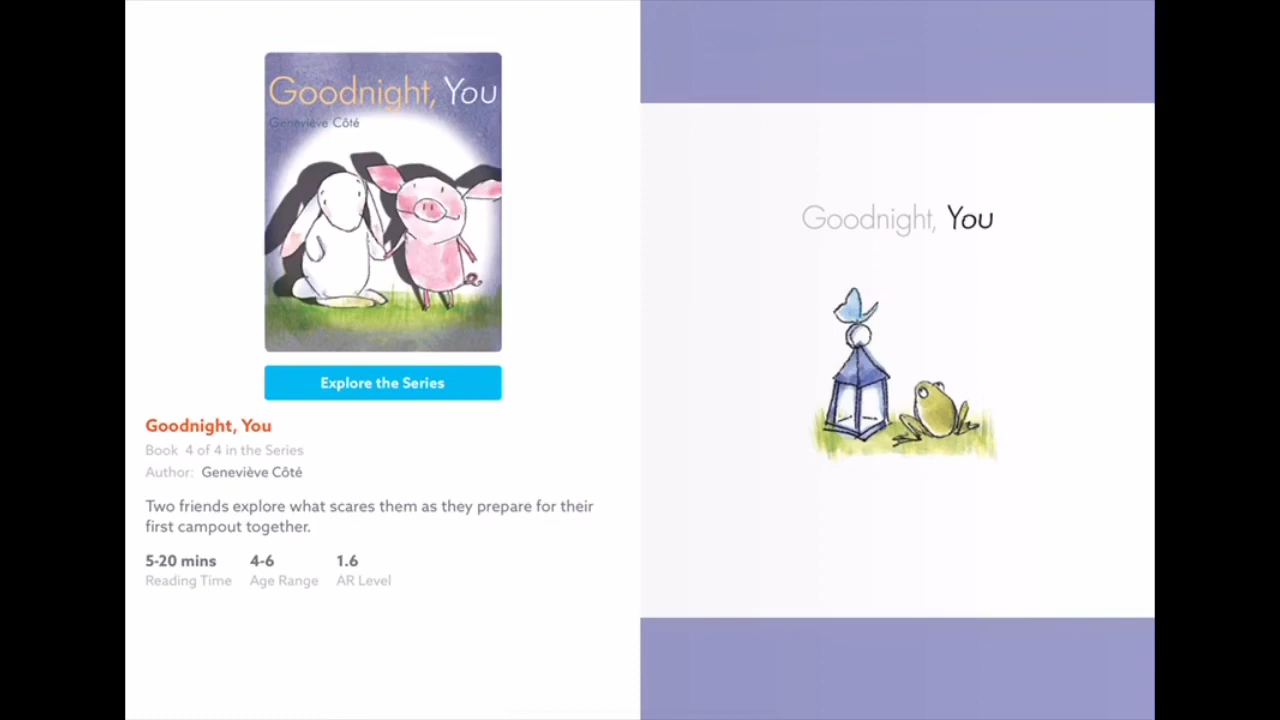 Goodnight, You
Geneviève Côté
Explore the Series
Goodnight, You
Book 4 of 4 in the Series
Author: Geneviève Côté
Two friends explore what scares them as they prepare for their
first campout together.
5-20 mins 4-6 1.6
Reading Time Age Range AR Level
Goodnight, You